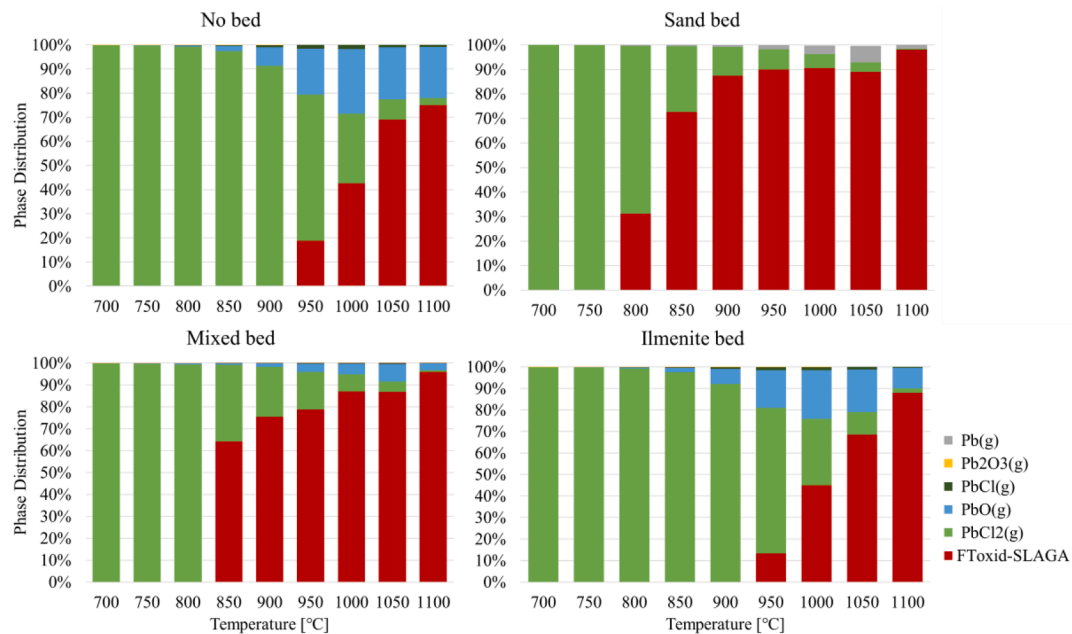 No bed
Sand bed
Phase Distribution
100%
90%
80%
70%
60%
50%
40%
30%
20%
10%
0%
700 750 800 850 900 950 1000 1050 1100
100%
90%
80%
70%
60%
50%
40%
30%
20%
10%
0%
700 750 800 850 900 950 1000 1050 1100
Mixed bed
Ilmenite bed
Phase Distribution
100%
90%
80%
70%
60%
50%
40%
30%
20%
10%
0%
700 750 800 850 900 950 1000 1050 1100
Temperature [°C]
100%
90%
80%
70%
60%
50%
40%
30%
20%
10%
0%
700 750 800 850 900 950 1000 1050 1100
Temperature [°C]
Pb(g)
Pb2O3(g)
PbCl(g)
PbO(g)
PbCl2(g)
FToxid-SLAGA